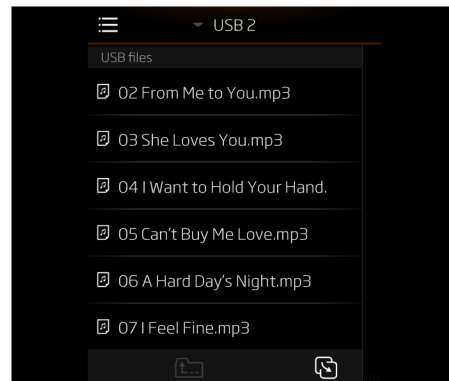 USB 2
USB files
02 From Me to You.mp3
03 She Loves You.mp3
04 I Want to Hold Your Hand.
05 Can't Buy Me Love.mp3
06 A Hard Day's Night.mp3
07 I Feel Fine.mp3